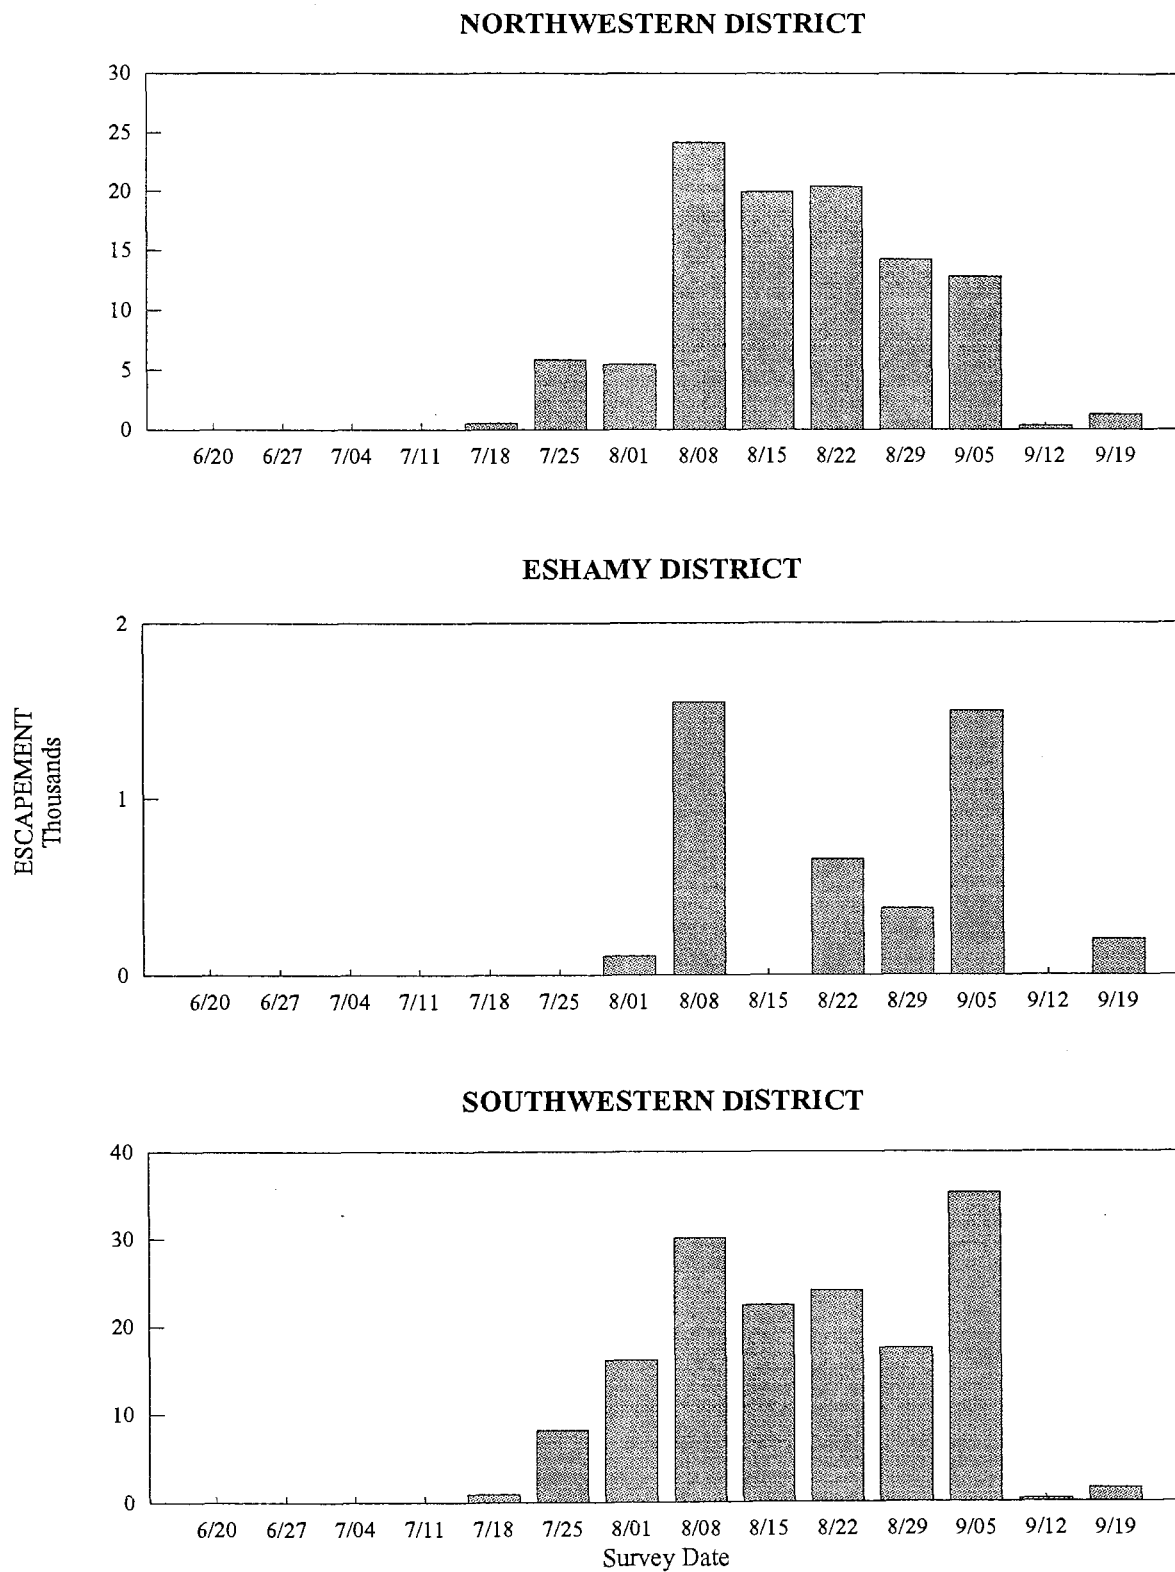 NORTHWESTERN DISTRICT
30
25
20
15
10
5
0
6/20 6/27 7/04 7/11 7/18 7/25 8/01 8/08 8/15 8/22 8/29 9/05 9/12 9/19
ESHAMY DISTRICT
2
1
0
ESCAPEMENT
Thousands
6/20 6/27 7/04 7/11 7/18 7/25 8/01 8/08 8/15 8/22 8/29 9/05 9/12 9/19
SOUTHWESTERN DISTRICT
40
30
20
10
0
6/20 6/27 7/04 7/11 7/18 7/25 8/01 8/08 8/15 8/22 8/29 9/05 9/12 9/19
Survey Date